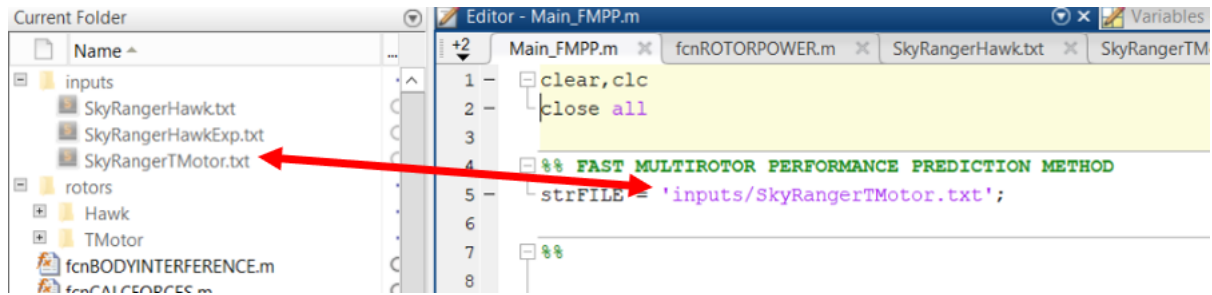 Current Folder
Name
...
inputs
SkyRangerHawk.txt
SkyRangerHawkExp.txt
SkyRangerTMotor.txt
rotors
Hawk
TMotor
fcnBODYINTERFERENCE.m
fcnCALCFORCES.m
Editor - Main_FMPP.m
Variables
+2
Main_FMPP.m
fcnROTORPOWER.m
SkyRangerHawk.txt
SkyRangerTM
1 clear,clc
2 close all
3
4 %% FAST MULTIROTOR PERFORMANCE PREDICTION METHOD
5 strFILE = 'inputs/SkyRangerTMotor.txt';
6
7 %%
8